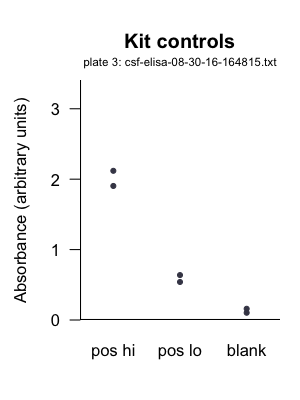 Kit controls
plate 3: csf-elisa-08-30-16-164815.txt
Absorbance (arbitrary units)
3
2
1
0
pos hi pos lo blank